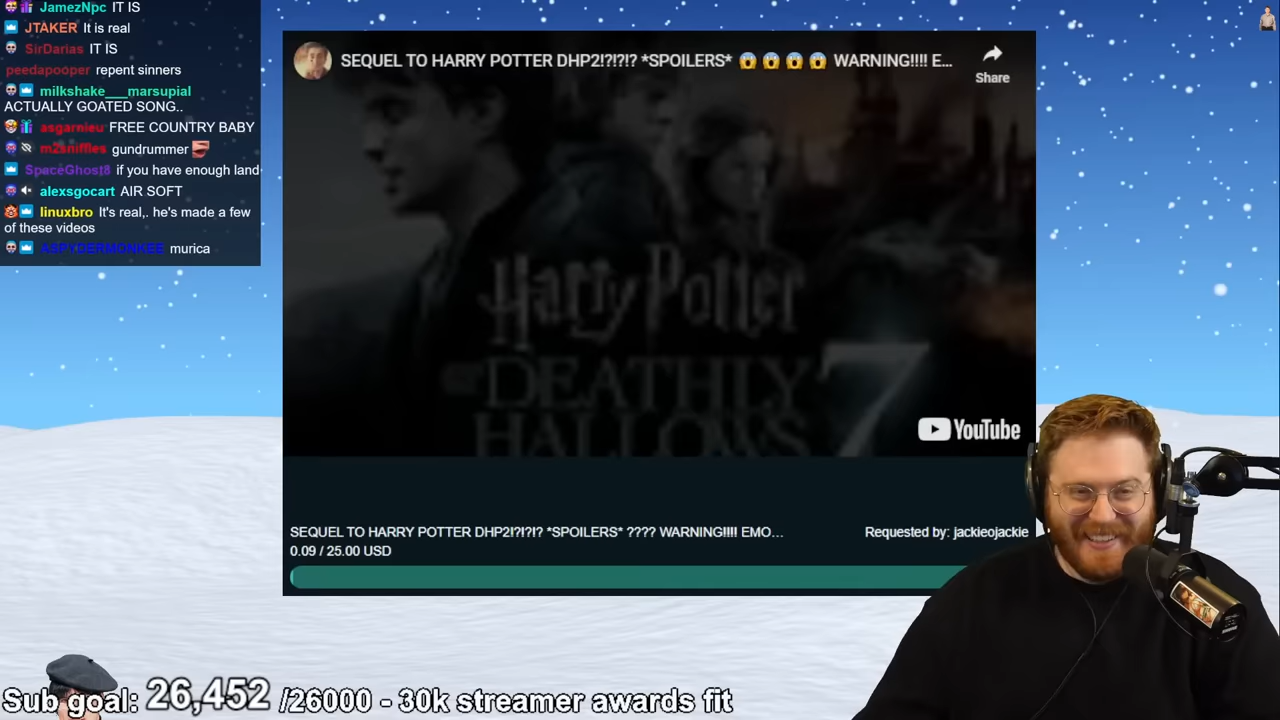 JamezNpc IT IS
JTAKER It is real
SirDarias IT IS
peedapooper repent sinners
milkshake___marsupial
ACTUALLY GOATED SONG..
asgarnieu FREE COUNTRY BABY
m2sniffles gundrummer
SpaceGhost8 if you have enough land
alexsgocart AIR SOFT
linuxbro It's real,. he's made a few
of these videos
ASPYDERMONKEE murica
SEQUEL TO HARRY POTTER DHP2!?!?!? *SPOILERS* 😱 😱 😱 😱 WARNING!!!! E...
Share
Harry Potter
AND THE DEATHLY 7
HALLOWS
YouTube
SEQUEL TO HARRY POTTER DHP2!?!?!? *SPOILERS* ???? WARNING!!!! EMO...
Requested by: jackieojackie
0.09 / 25.00 USD
Sub goal: 26,452 /26000 - 30k streamer awards fit